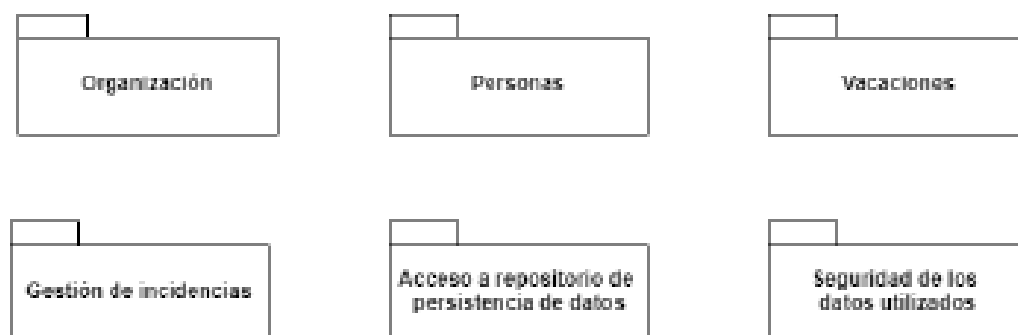 Organización
Personas
Vacaciones
Gestión de incidencias
Acceso a repositorio de
persistencia de datos
Seguridad de los
datos utilizados